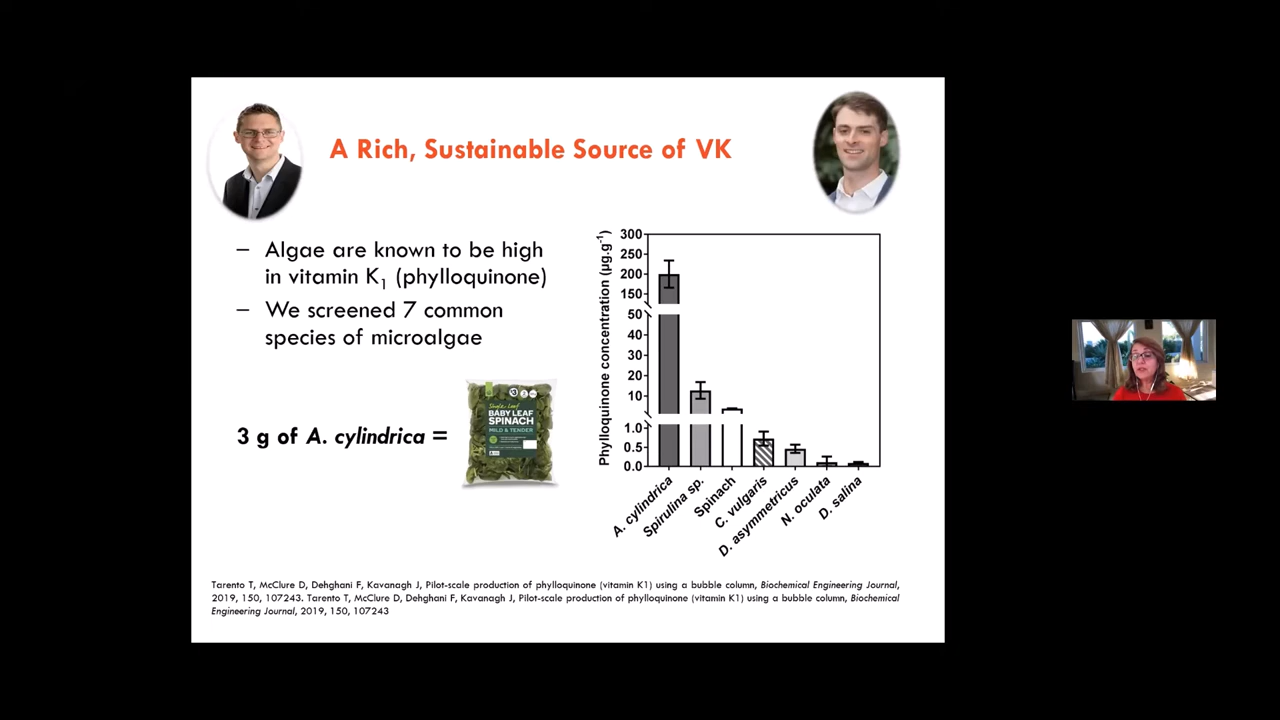 A Rich, Sustainable Source of VK
– Algae are known to be high
in vitamin K1 (phylloquinone)
– We screened 7 common
species of microalgae
3 g of A. cylindrica =
BABY LEAF
SPINACH
MILD & TENDER
Phylloquinone concentration (µg.g-1)
300
250
200
150
50
40
30
20
10
1.0
0.5
0.0
A. cylindrica
Spirulina sp.
Spinach
C. vulgaris
D. asymmetricus
N. oculata
D. salina
Tarento T, McClure D, Dehghani F, Kavanagh J, Pilot-scale production of phylloquinone (vitamin K1) using a bubble column, Biochemical Engineering Journal,
2019, 150, 107243. Tarento T, McClure D, Dehghani F, Kavanagh J, Pilot-scale production of phylloquinone (vitamin K1) using a bubble column, Biochemical
Engineering Journal, 2019, 150, 107243